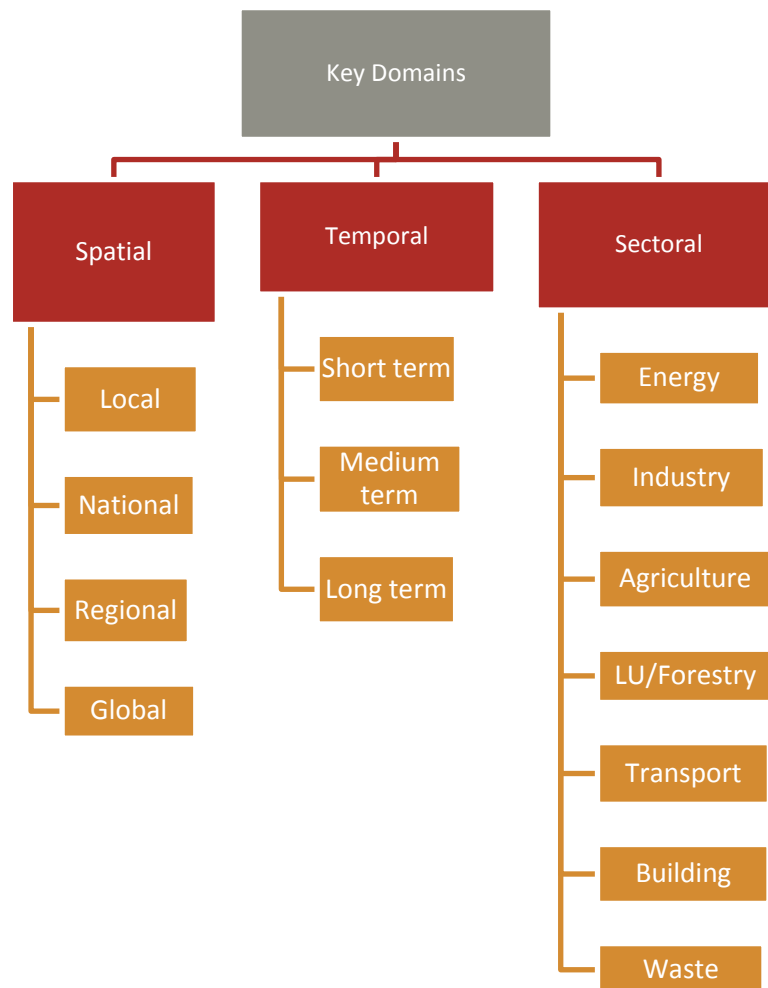 Key Domains
Spatial
Local
National
Regional
Global
Temporal
Short term
Medium
term
Long term
Sectoral
Energy
Industry
Agriculture
LU/Forestry
Transport
Building
Waste